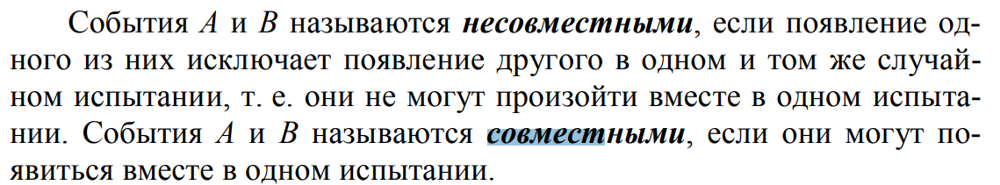 События A и B называются несовместными, если появление од-
ного из них исключает появление другого в одном и том же случай-
ном испытании, т. е. они не могут произойти вместе в одном испыта-
нии. События A и B называются совместными, если они могут по-
явиться вместе в одном испытании.